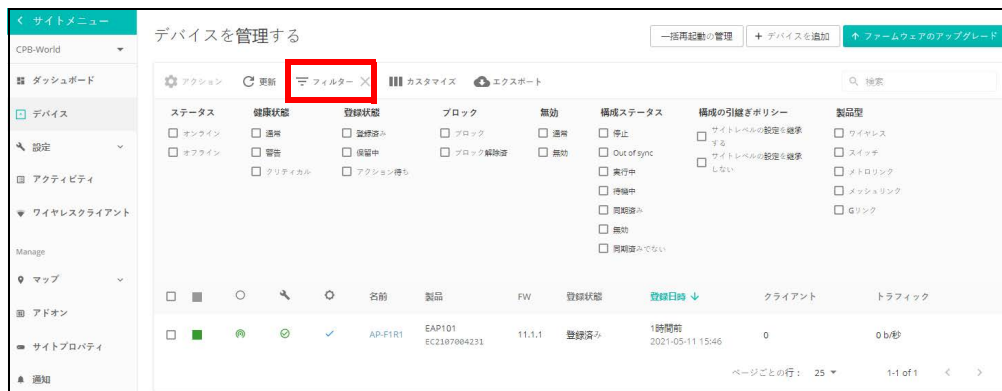 サイトメニュー
CPB-World
ダッシュボード
デバイス
設定
アクティビティ
ワイヤレスクライアント
Manage
マップ
アドオン
サイトプロパティ
通知
デバイスを管理する
一括再起動の管理
+ デバイスを追加
ファームウェアのアップグレード
アクション
更新
フィルター
カスタマイズ
エクスポート
検索
ステータス
オンライン
オフライン
健康状態
通常
警告
クリティカル
登録状態
登録済み
保留中
アクション待ち
ブロック
ブロック
ブロック解除済
無効
通常
無効
構成ステータス
停止
Out of sync
実行中
待機中
同期済み
無効
同期済みでない
構成の引継ぎポリシー
サイトレベルの設定を継承
する
サイトレベルの設定を継承
しない
製品型
ワイヤレス
スイッチ
メトロリンク
メッシュリンク
Gリンク
名前 製品 FW 登録状態 登録日時 クライアント トラフィック
AP-F1R1 EAP101 11.1.1 登録済み 1時間前 0 0 b/秒
EC2107004231 2021-05-11 15:46
ページごとの行： 25 1-1 of 1